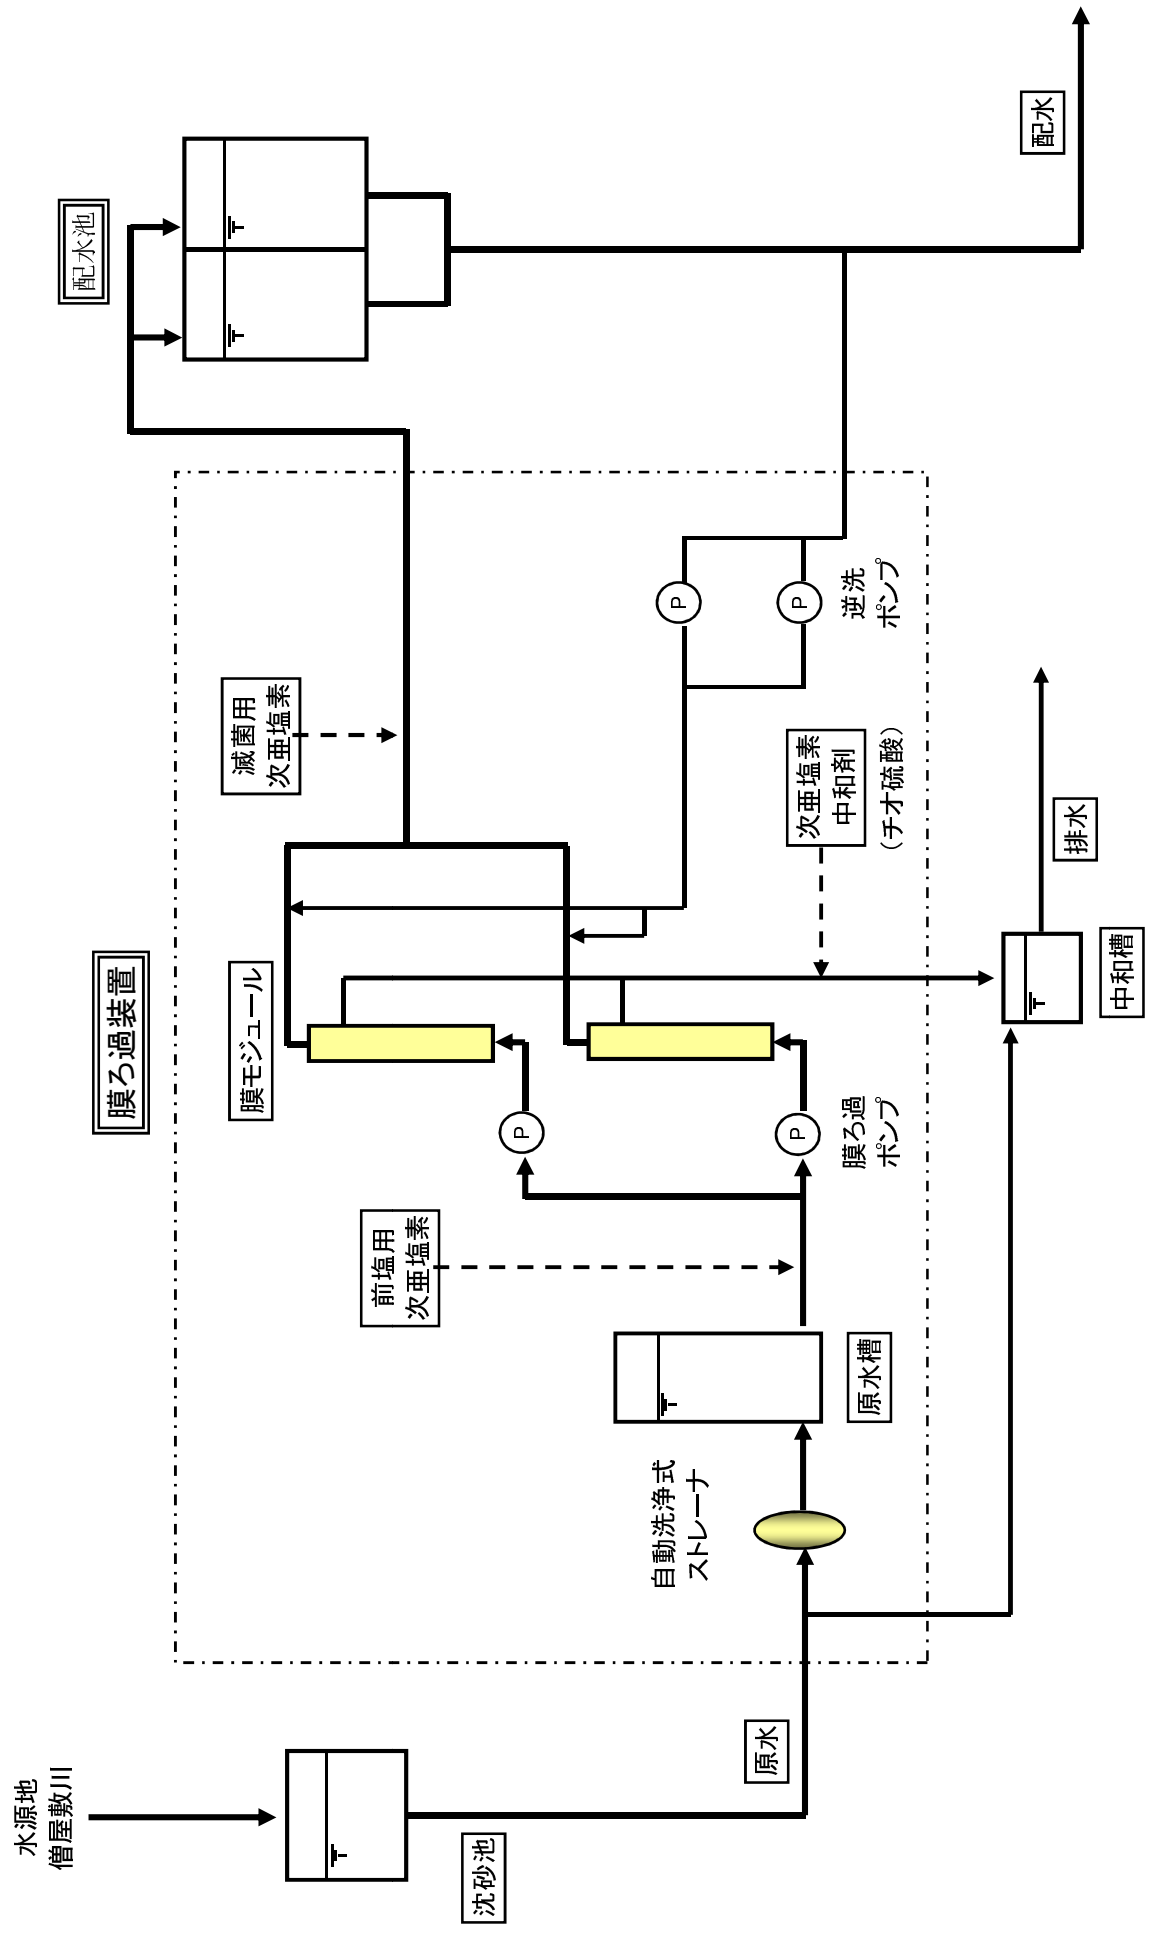 水源地
僧屋敷川
沈砂池
原水
膜ろ過装置
自動洗浄式
ストレーナ
原水槽
前塩用
次亜塩素
P
P
膜ろ過
ポンプ
膜モジュール
中和槽
排水
滅菌用
次亜塩素
次亜塩素
中和剤
(チオ硫酸)
P
P
逆洗
ポンプ
配水池
配水